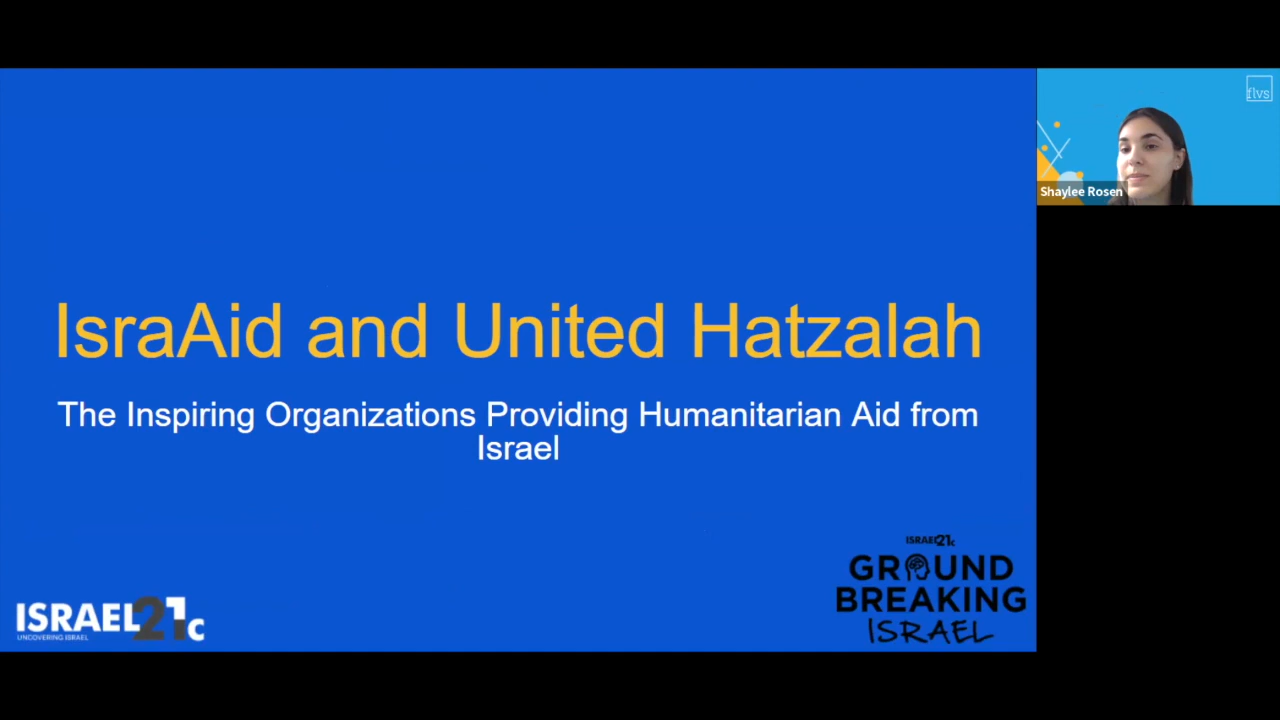 flvs
Shaylee Rosen
IsraAid and United Hatzalah
The Inspiring Organizations Providing Humanitarian Aid from
Israel
ISRAEL21c
UNCOVERING ISRAEL
ISRAEL21c
GROUND
BREAKING
ISRAEL